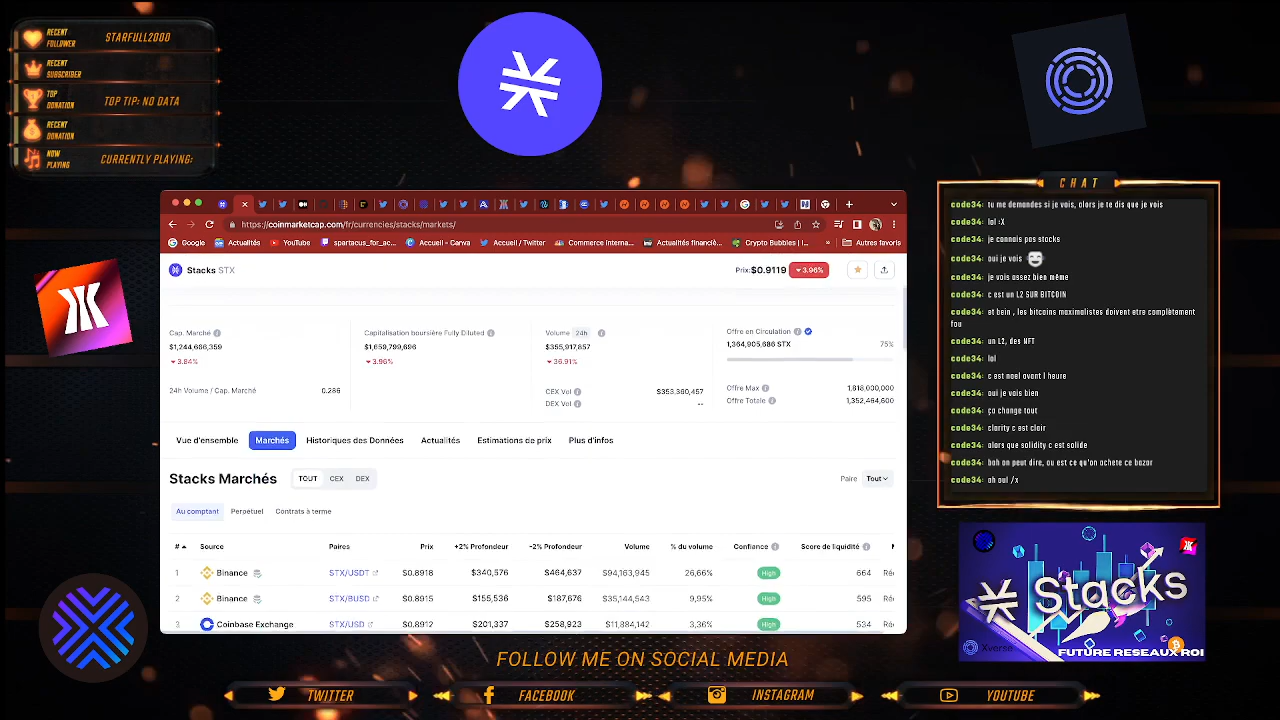 RECENT FOLLOWER STARFULL2000
RECENT SUBSCRIBER
TOP DONATION TOP TIP: NO DATA
RECENT DONATION
NOW PLAYING CURRENTLY PLAYING:
https://coinmarketcap.com/fr/currencies/stacks/markets/
Google Actualités YouTube spartacus_for_ac... Accueil - Canva Accueil / Twitter Commerce Interna... Actualités financiè... Crypto Bubbles |... » Autres favoris
Stacks STX Prix:$0.9119 3.96%
Cap. Marché Capitalisation boursière Fully Diluted Volume 24h Offre en Circulation
$1,244,666,359 $1,659,799,696 $355,917,857 1,364,905,686 STX 75%
3.84% 3.96% 36.91%
24h Volume / Cap. Marché 0.286 CEX Vol $353,360,457 Offre Max 1,818,000,000
DEX Vol -- Offre Totale 1,352,464,600
Vue d'ensemble Marchés Historiques des Données Actualités Estimations de prix Plus d'infos
Stacks Marchés TOUT CEX DEX Paire Tout
Au comptant Perpétuel Contrats à terme
# Source Paires Prix +2% Profondeur -2% Profondeur Volume % du volume Confiance Score de liquidité
1 Binance STX/USDT $0.8918 $340,576 $464,637 $94,163,945 26,66% High 664
2 Binance STX/BUSD $0.8915 $155,536 $187,676 $35,144,543 9,95% High 595
3 Coinbase Exchange STX/USD $0.8912 $201,337 $258,923 $11,884,142 3,36% High 534
CHAT
code34: tu me demandes si je vois, alors je te dis que je vois
code34: lol :X
code34: je connais pas stacks
code34: oui je vois
code34: je vois assez bien même
code34: c est un L2 SUR BITCOIN
code34: et bein , les bitcoins maximalistes doivent etre complètement
fou
code34: un L2, des NFT
code34: lol
code34: c est noel avant l heure
code34: oui je vois bien
code34: ça change tout
code34: clarity c est clair
code34: alors que solidity c est solide
code34: bah on peut dire, ou est ce qu'on achete ce bazar
code34: ah oui /x
Stacks
Xverse
FUTURE RESEAUX ROI
FOLLOW ME ON SOCIAL MEDIA
TWITTER FACEBOOK INSTAGRAM YOUTUBE